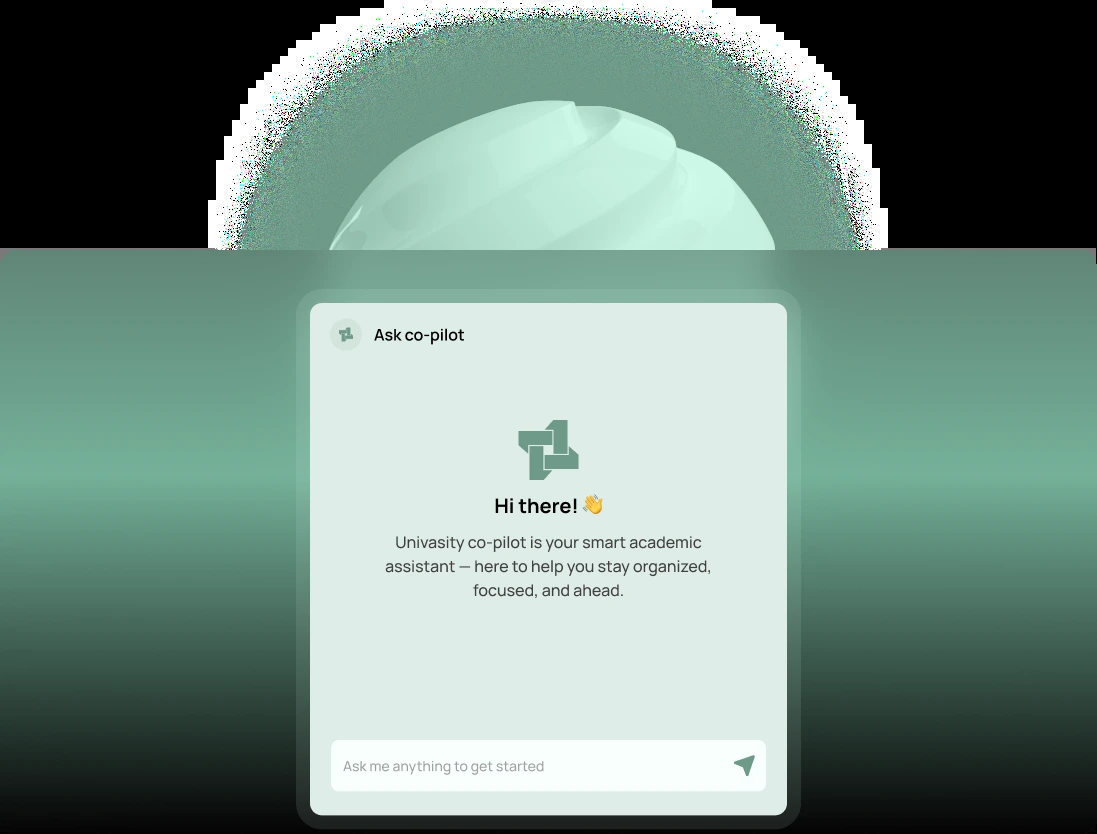 Ask co-pilot
Hi there! 👋
Univasity co-pilot is your smart academic
assistant — here to help you stay organized,
focused, and ahead.
Ask me anything to get started